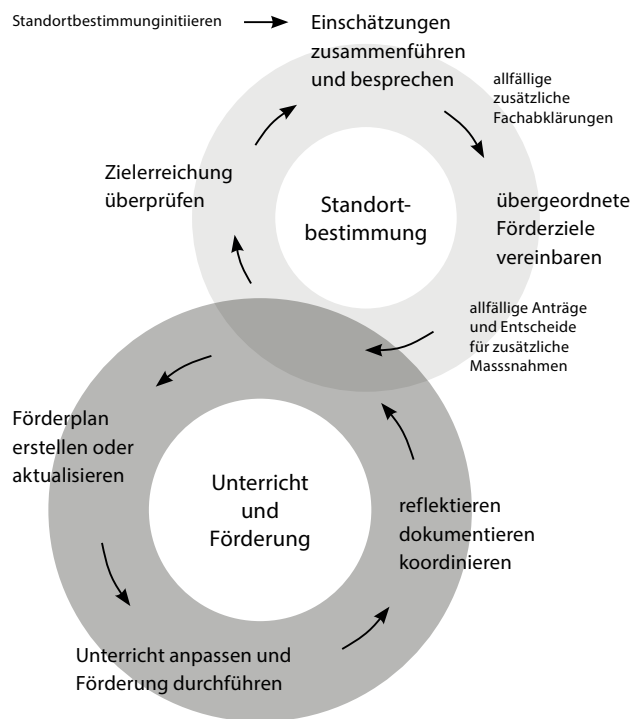 Standortbestimmunginitiieren
Einschätzungen
zusammenführen
und besprechen
allfällige
zusätzliche
Fachabklärungen
Zielerreichung
überprüfen
Standort-
bestimmung
übergeordnete
Förderziele
vereinbaren
allfällige Anträge
und Entscheide
für zusätzliche
Masssnahmen
Förderplan
erstellen oder
aktualisieren
Unterricht
und
Förderung
reflektieren
dokumentieren
koordinieren
Unterricht anpassen und
Förderung durchführen